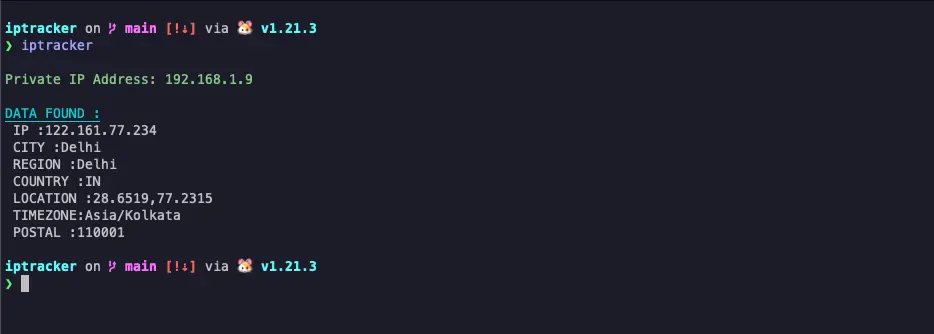 iptracker on main [!↓] via 🐹 v1.21.3
❯ iptracker
Private IP Address: 192.168.1.9
DATA FOUND :
IP :122.161.77.234
CITY :Delhi
REGION :Delhi
COUNTRY :IN
LOCATION :28.6519,77.2315
TIMEZONE:Asia/Kolkata
POSTAL :110001
iptracker on main [!↓] via 🐹 v1.21.3
❯